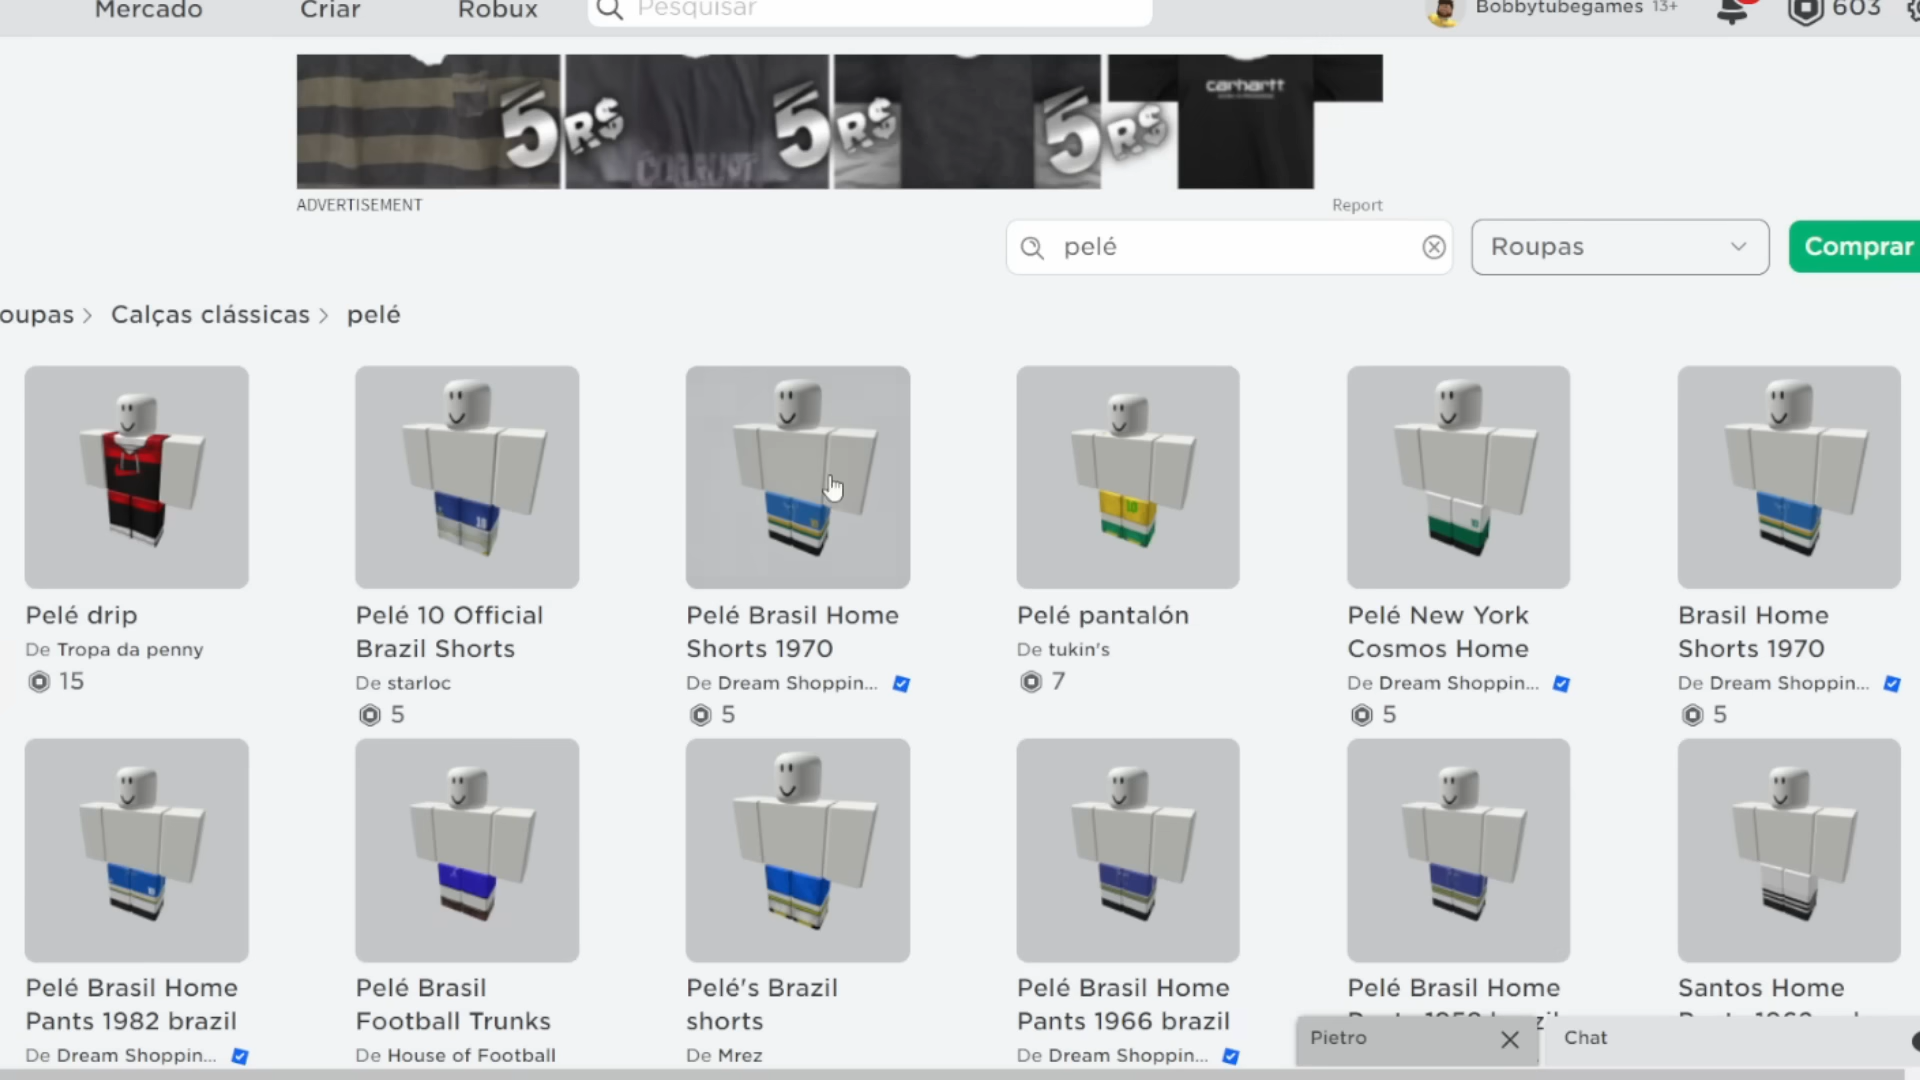 Mercado
Criar
Robux
Pesquisar
Bobbytubegames 13+
603
5 R$
5 R$
5 R$
carhartt
ADVERTISEMENT
Report
pelé
Roupas
Comprar
oupas > Calças clássicas > pelé
Pelé drip
De Tropa da penny
15
Pelé 10 Official
Brazil Shorts
De starloc
5
Pelé Brasil Home
Shorts 1970
De Dream Shoppin...
5
Pelé pantalón
De tukin's
7
Pelé New York
Cosmos Home
De Dream Shoppin...
5
Brasil Home
Shorts 1970
De Dream Shoppin...
5
Pelé Brasil Home
Pants 1982 brazil
De Dream Shoppin...
Pelé Brasil
Football Trunks
De House of Football
Pelé's Brazil
shorts
De Mrez
Pelé Brasil Home
Pants 1966 brazil
De Dream Shoppin...
Pelé Brasil Home
Santos Home
Pietro
Chat